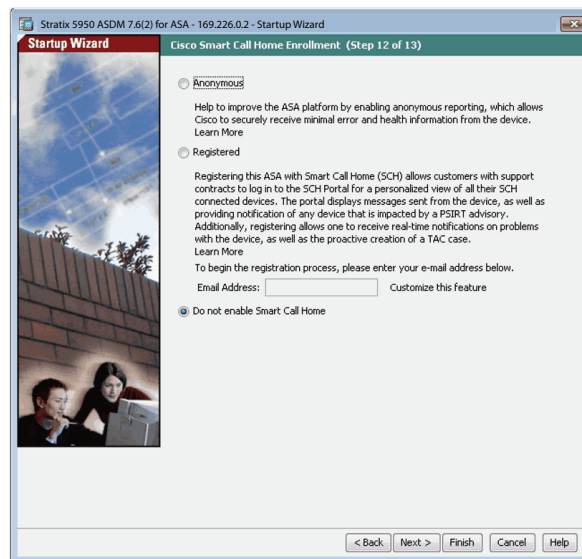 Stratix 5950 ASDM 7.6(2) for ASA - 169.226.0.2 - Startup Wizard
Startup Wizard
Cisco Smart Call Home Enrollment (Step 12 of 13)
Anonymous
Help to improve the ASA platform by enabling anonymous reporting, which allows
Cisco to securely receive minimal error and health information from the device.
Learn More
Registered
Registering this ASA with Smart Call Home (SCH) allows customers with support
contracts to log in to the SCH Portal for a personalized view of all their SCH
connected devices. The portal displays messages sent from the device, as well as
providing notification of any device that is impacted by a PSIRT advisory.
Additionally, registering allows one to receive real-time notifications on problems
with the device, as well as the proactive creation of a TAC case.
Learn More
To begin the registration process, please enter your e-mail address below.
Email Address: Customize this feature
Do not enable Smart Call Home
< Back Next > Finish Cancel Help